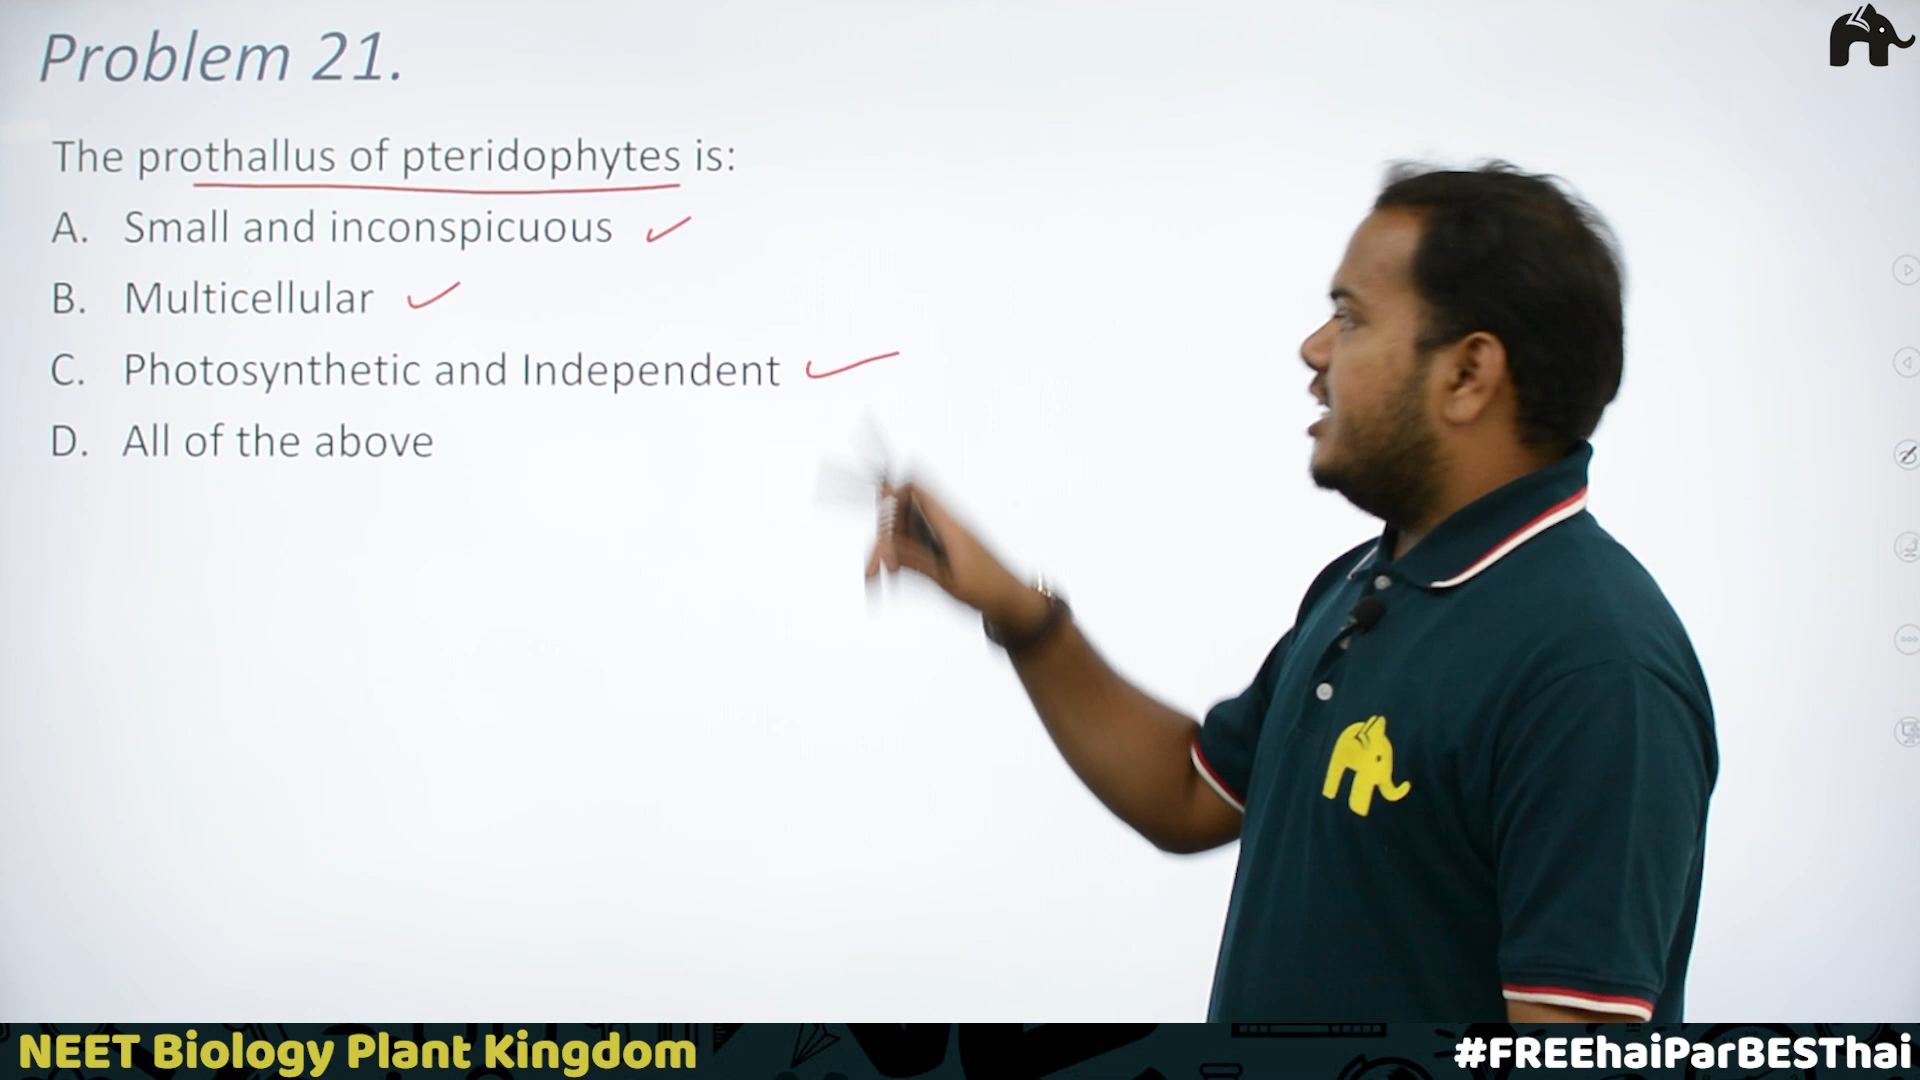 Problem 21.
The prothallus of pteridophytes is:
A. Small and inconspicuous
B. Multicellular
C. Photosynthetic and Independent
D. All of the above
NEET Biology Plant Kingdom
#FREEhaiParBESThai